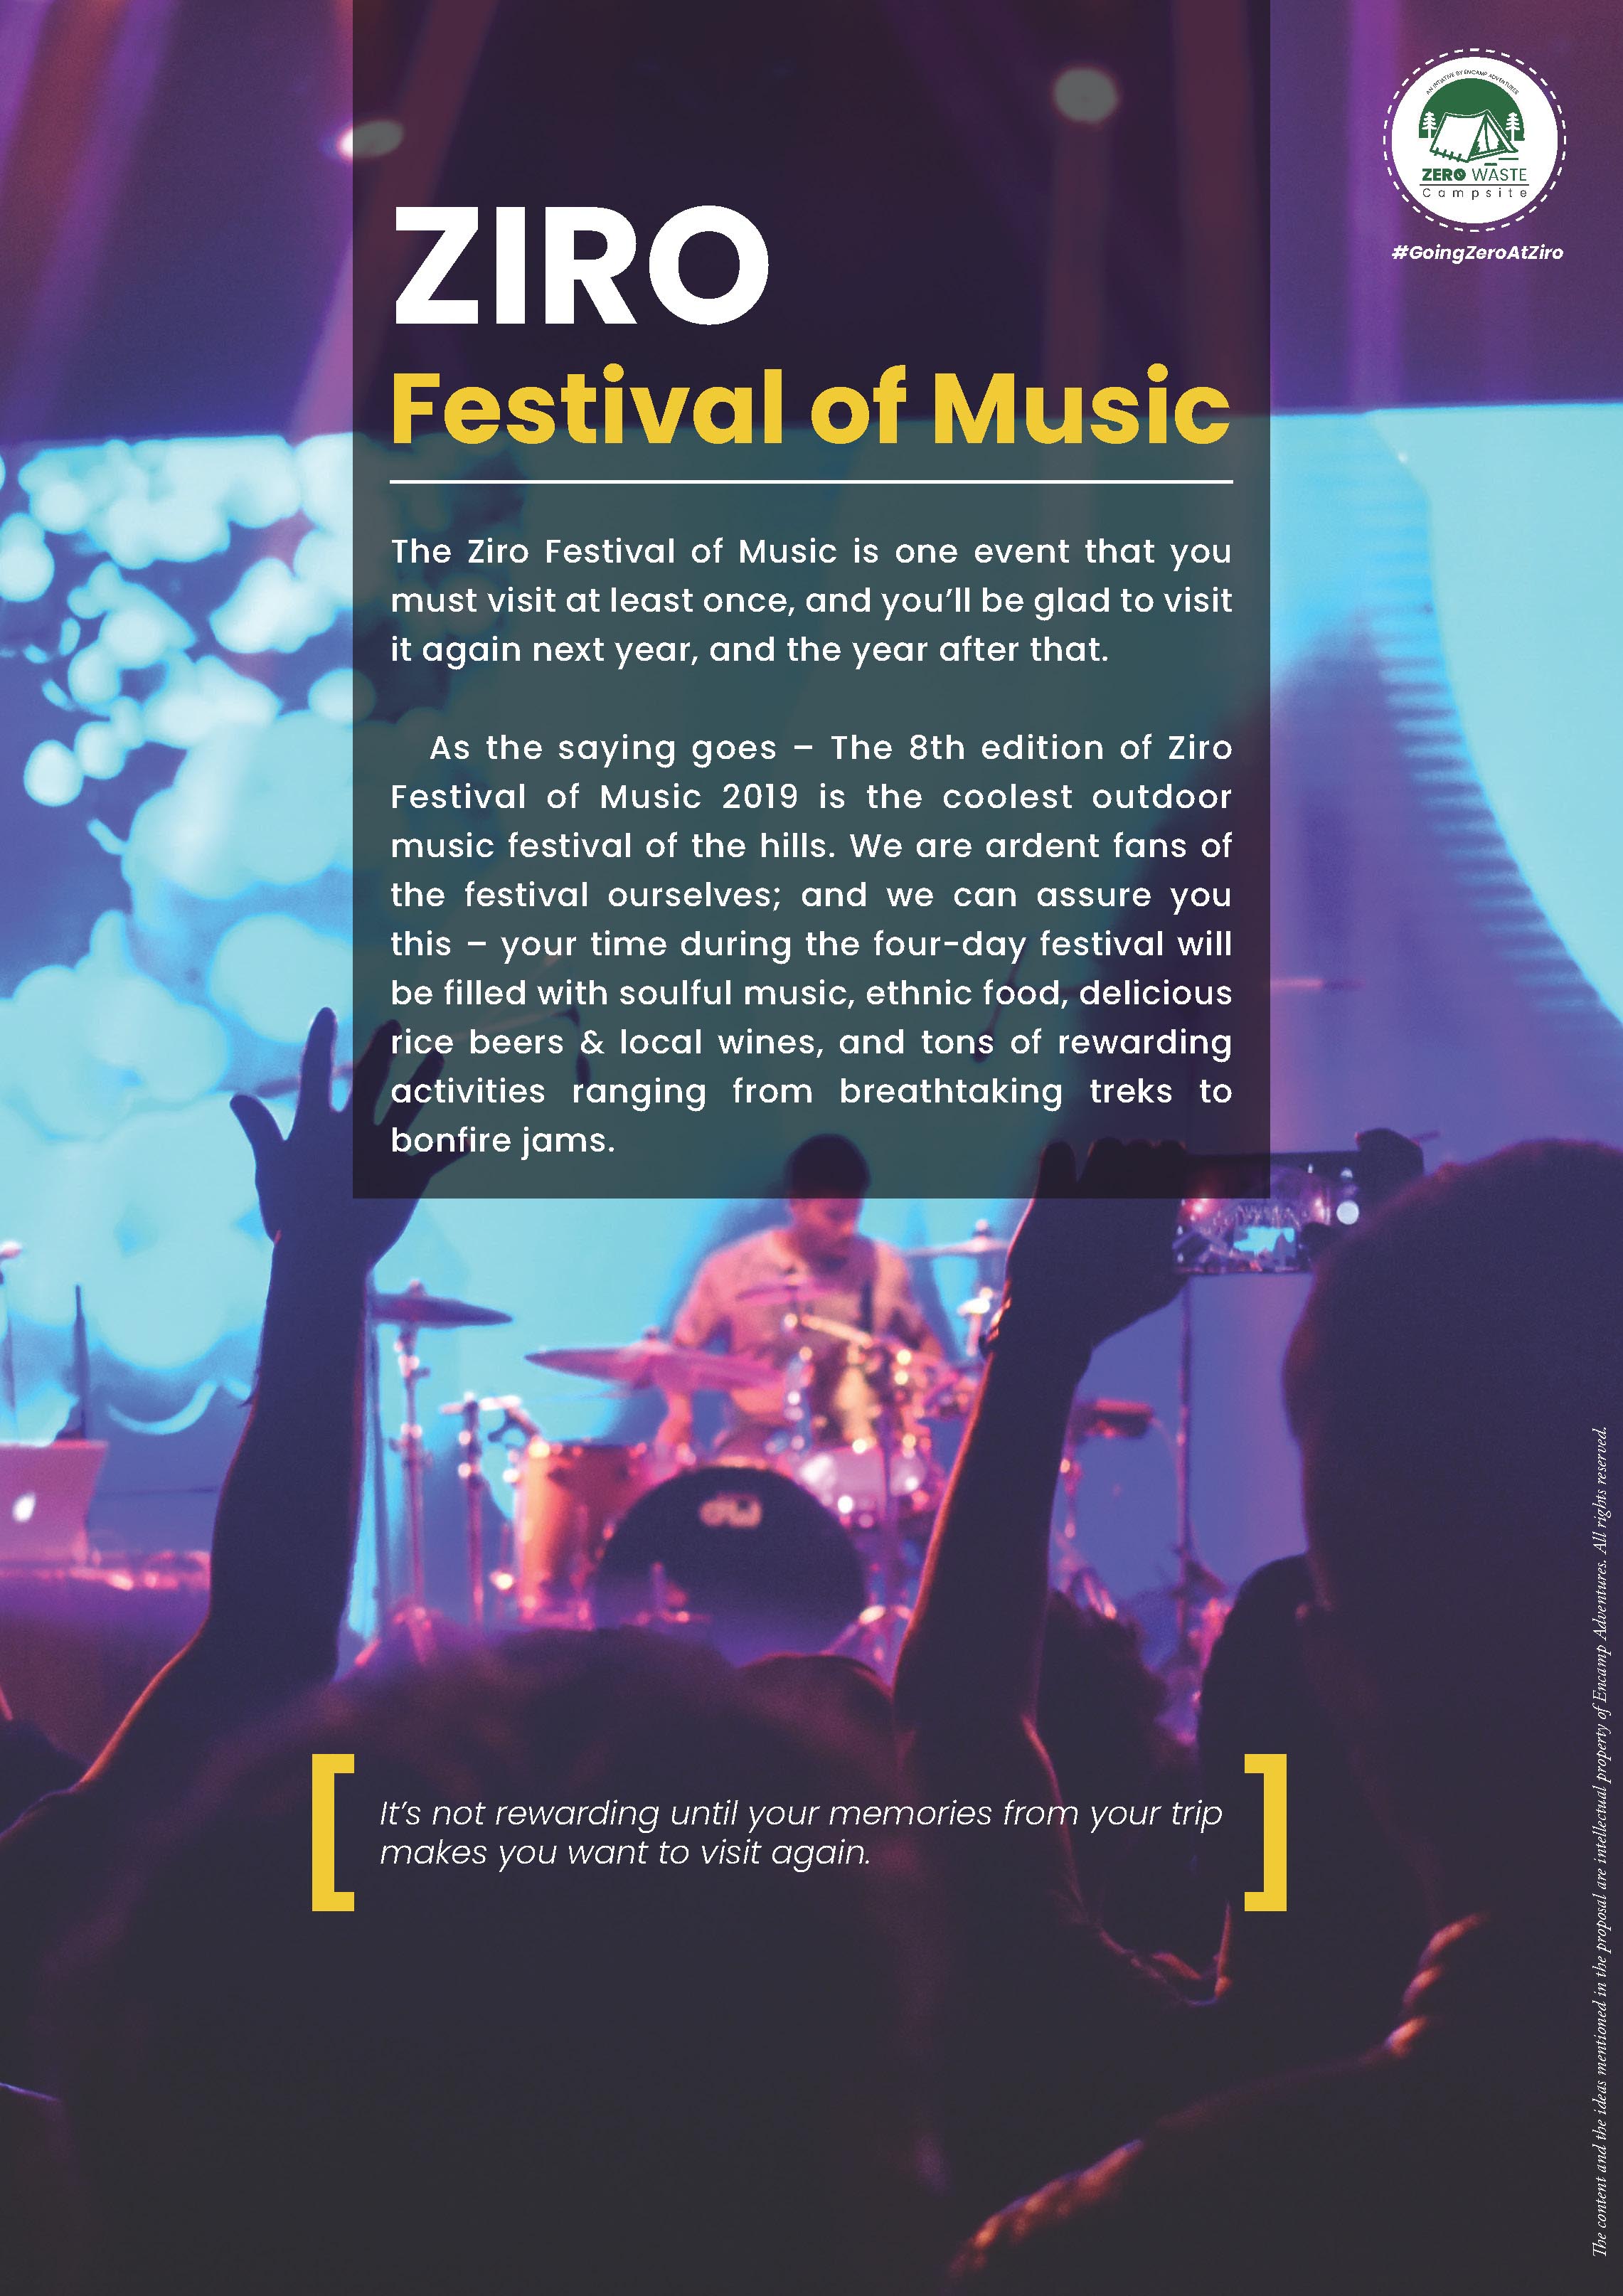 AN INITIATIVE BY ENCAMP ADVENTURES
ZERO WASTE
Campsite
#GoingZeroAtZiro
ZIRO
Festival of Music
The Ziro Festival of Music is one event that you
must visit at least once, and you’ll be glad to visit
it again next year, and the year after that.
As the saying goes – The 8th edition of Ziro
Festival of Music 2019 is the coolest outdoor
music festival of the hills. We are ardent fans of
the festival ourselves; and we can assure you
this – your time during the four-day festival will
be filled with soulful music, ethnic food, delicious
rice beers & local wines, and tons of rewarding
activities ranging from breathtaking treks to
bonfire jams.
dw
It’s not rewarding until your memories from your trip
makes you want to visit again.
The content and the ideas mentioned in the proposal are intellectual property of Encamp Adventures. All rights reserved.